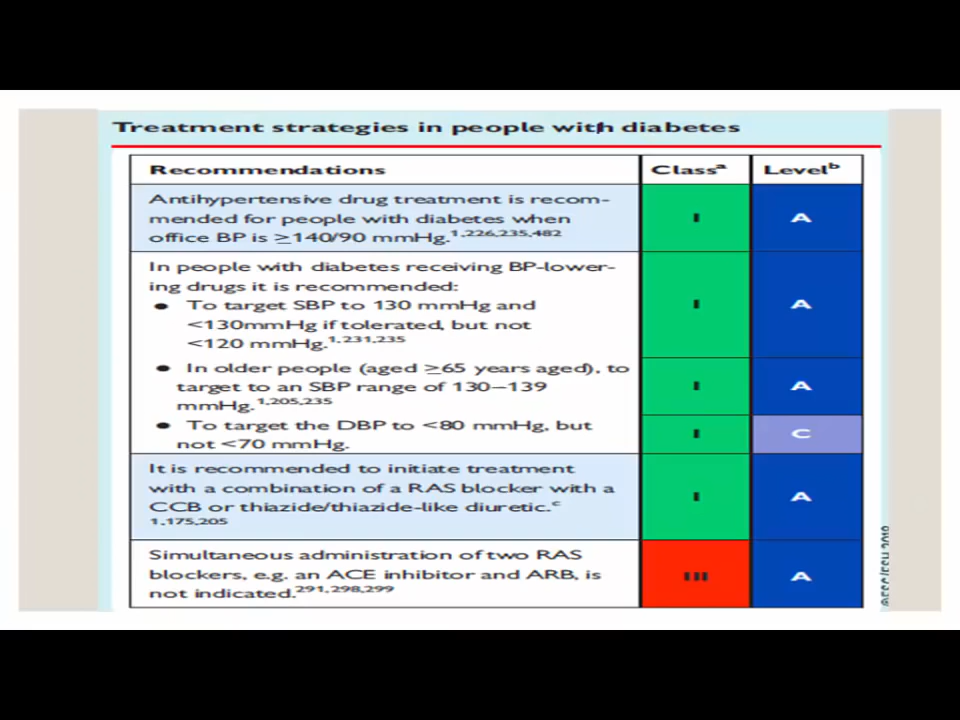 Treatment strategies in people with diabetes
Recommendations Classᵃ Levelᵇ
Antihypertensive drug treatment is recom-
mended for people with diabetes when
office BP is ≥140/90 mmHg.¹,²²⁶,²³⁵,⁴⁸²
I A
In people with diabetes receiving BP-lower-
ing drugs it is recommended:
● To target SBP to 130 mmHg and
<130mmHg if tolerated, but not
<120 mmHg.¹,²³¹,²³⁵
I A
● In older people (aged ≥65 years aged), to
target to an SBP range of 130–139
mmHg.¹,²⁰⁵,²³⁵
I A
● To target the DBP to <80 mmHg, but
not <70 mmHg.
I C
It is recommended to initiate treatment
with a combination of a RAS blocker with a
CCB or thiazide/thiazide-like diuretic.ᶜ
¹,¹⁷⁵,²⁰⁵
I A
Simultaneous administration of two RAS
blockers, e.g. an ACE inhibitor and ARB, is
not indicated.²⁹¹,²⁹⁸,²⁹⁹
III A